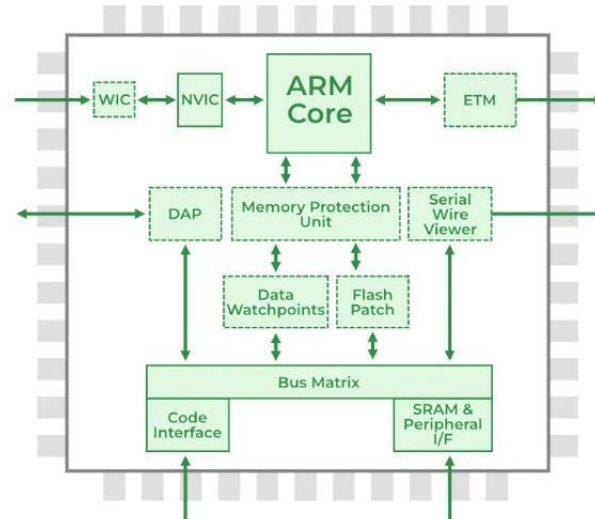 ARM
Core
WIC
NVIC
ETM
DAP
Memory Protection
Unit
Serial
Wire
Viewer
Data
Watchpoints
Flash
Patch
Bus Matrix
Code
Interface
SRAM &
Peripheral
I/F